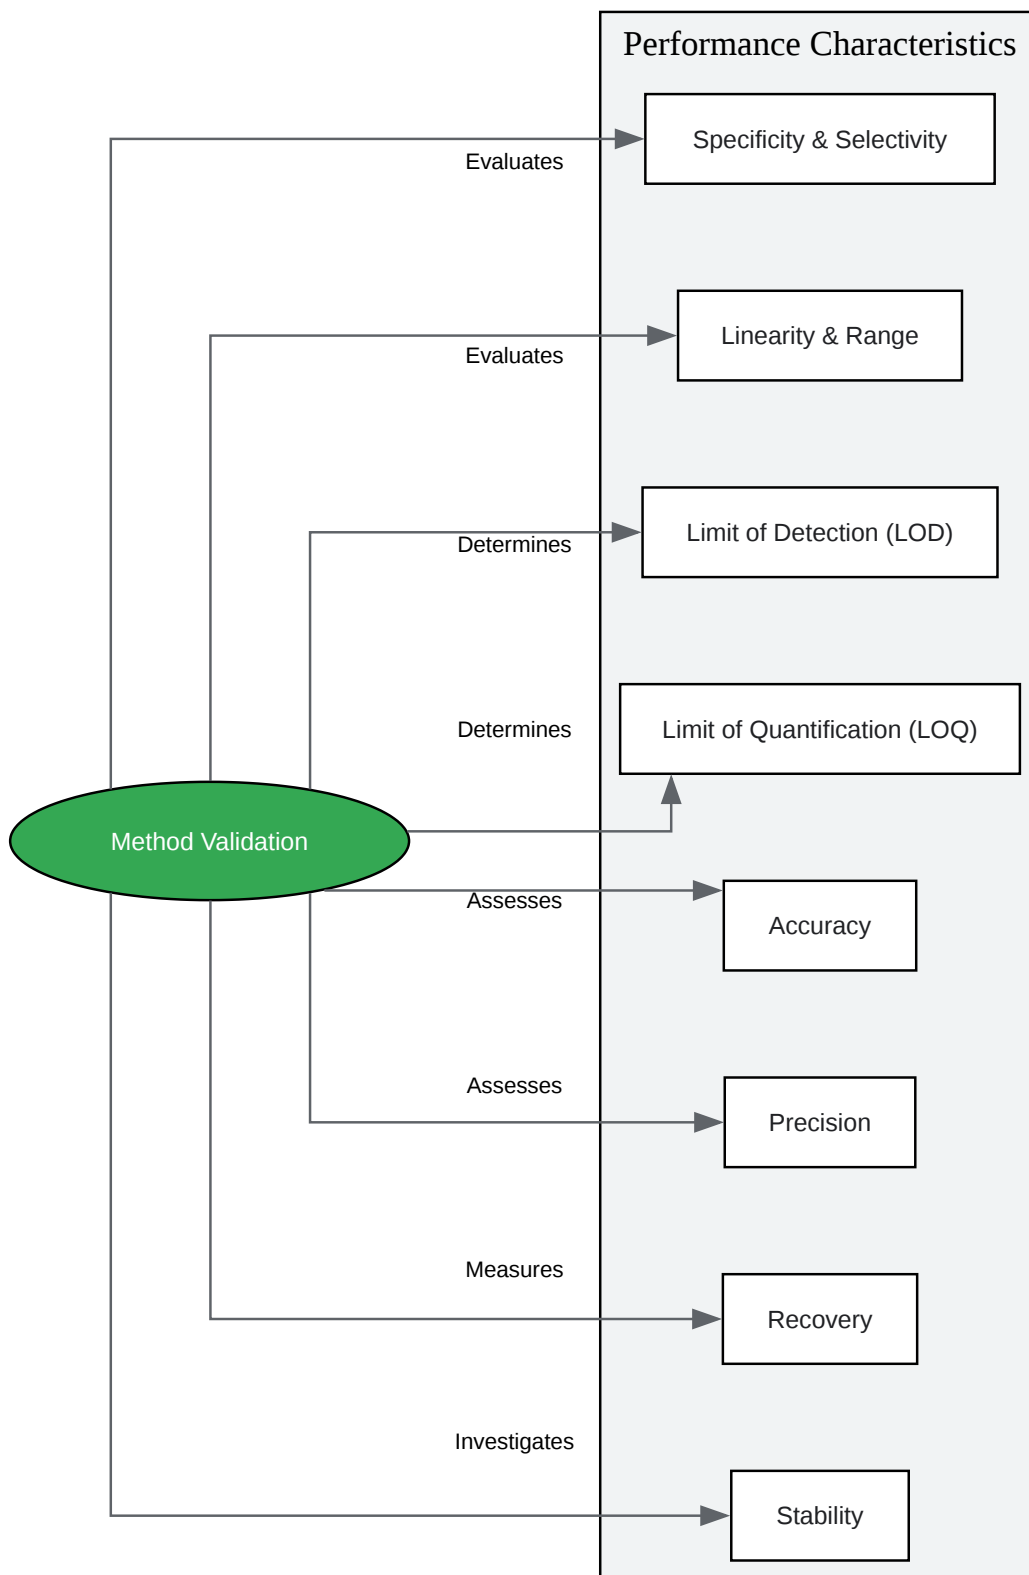 Performance Characteristics
Specificity & Selectivity
Evaluates
Linearity & Range
Evaluates
Limit of Detection (LOD)
Determines
Limit of Quantification (LOQ)
Determines
Method Validation
Assesses
Accuracy
Assesses
Precision
Measures
Recovery
Investigates
Stability